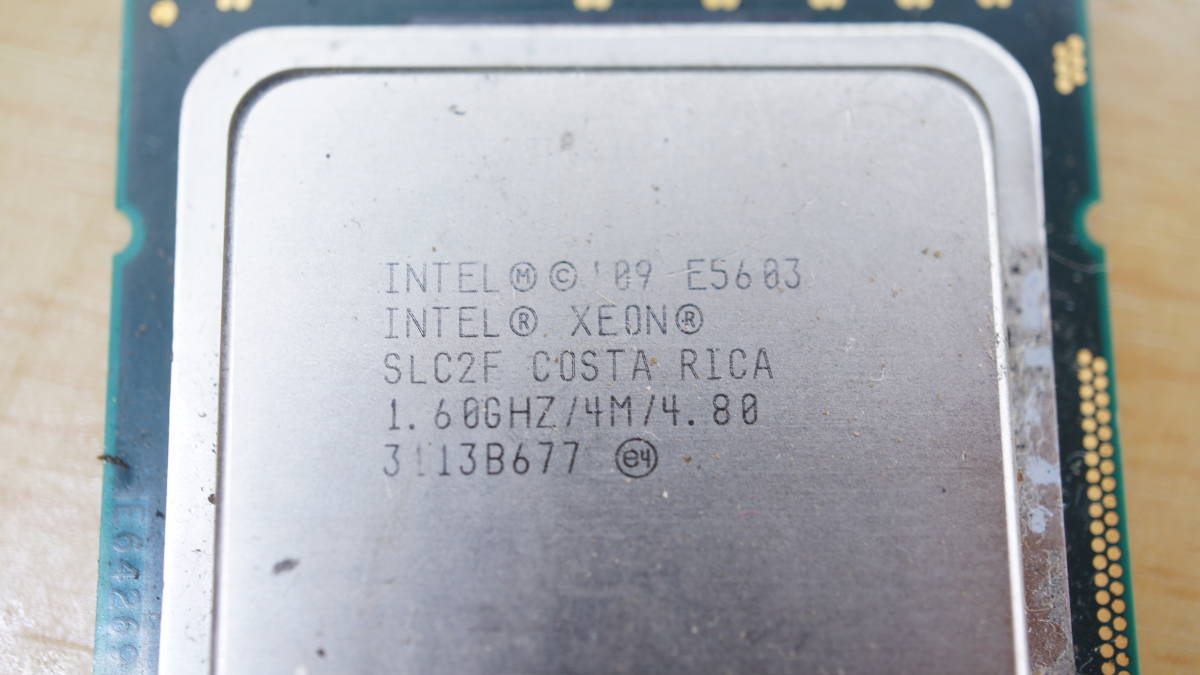 INTEL Ⓜ © '09 E5603
INTEL® XEON®
SLC2F COSTA RICA
1.60GHZ/4M/4.80
3113B677 e4